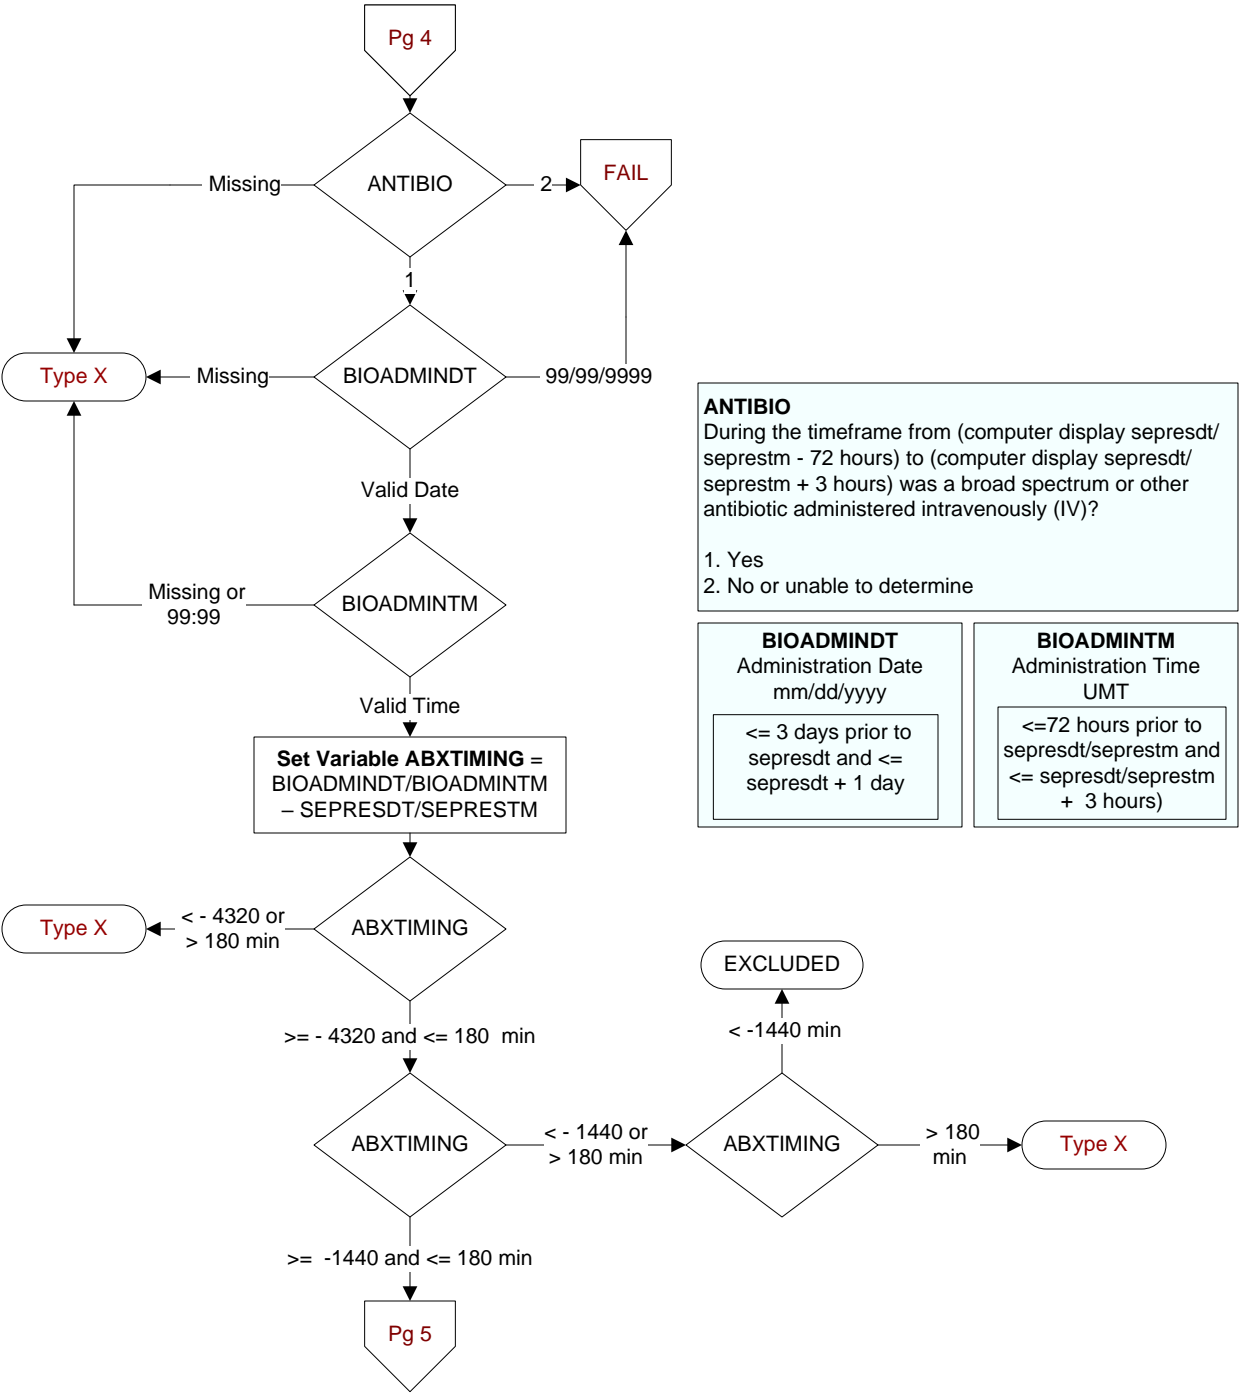 Pg 4
ANTIBIO
Missing
2
FAIL
1
BIOADMINDT
Missing
Type X
99/99/9999
Valid Date
BIOADMINTM
Missing or
99:99
Valid Time
Set Variable ABXTIMING =
BIOADMINDT/BIOADMINTM
– SEPRESDT/SEPRESTM
ABXTIMING
< - 4320 or
> 180 min
Type X
>= - 4320 and <= 180  min
ABXTIMING
< - 1440 or
> 180 min
ABXTIMING
< -1440 min
EXCLUDED
> 180
min
Type X
>=  -1440 and <= 180 min
Pg 5
ANTIBIO
During the timeframe from (computer display sepresdt/
seprestm - 72 hours) to (computer display sepresdt/
seprestm + 3 hours) was a broad spectrum or other
antibiotic administered intravenously (IV)?
1. Yes
2. No or unable to determine
BIOADMINDT
Administration Date
mm/dd/yyyy
<= 3 days prior to
sepresdt and <=
sepresdt + 1 day
BIOADMINTM
Administration Time
UMT
<=72 hours prior to
sepresdt/seprestm and
<= sepresdt/seprestm
+  3 hours)